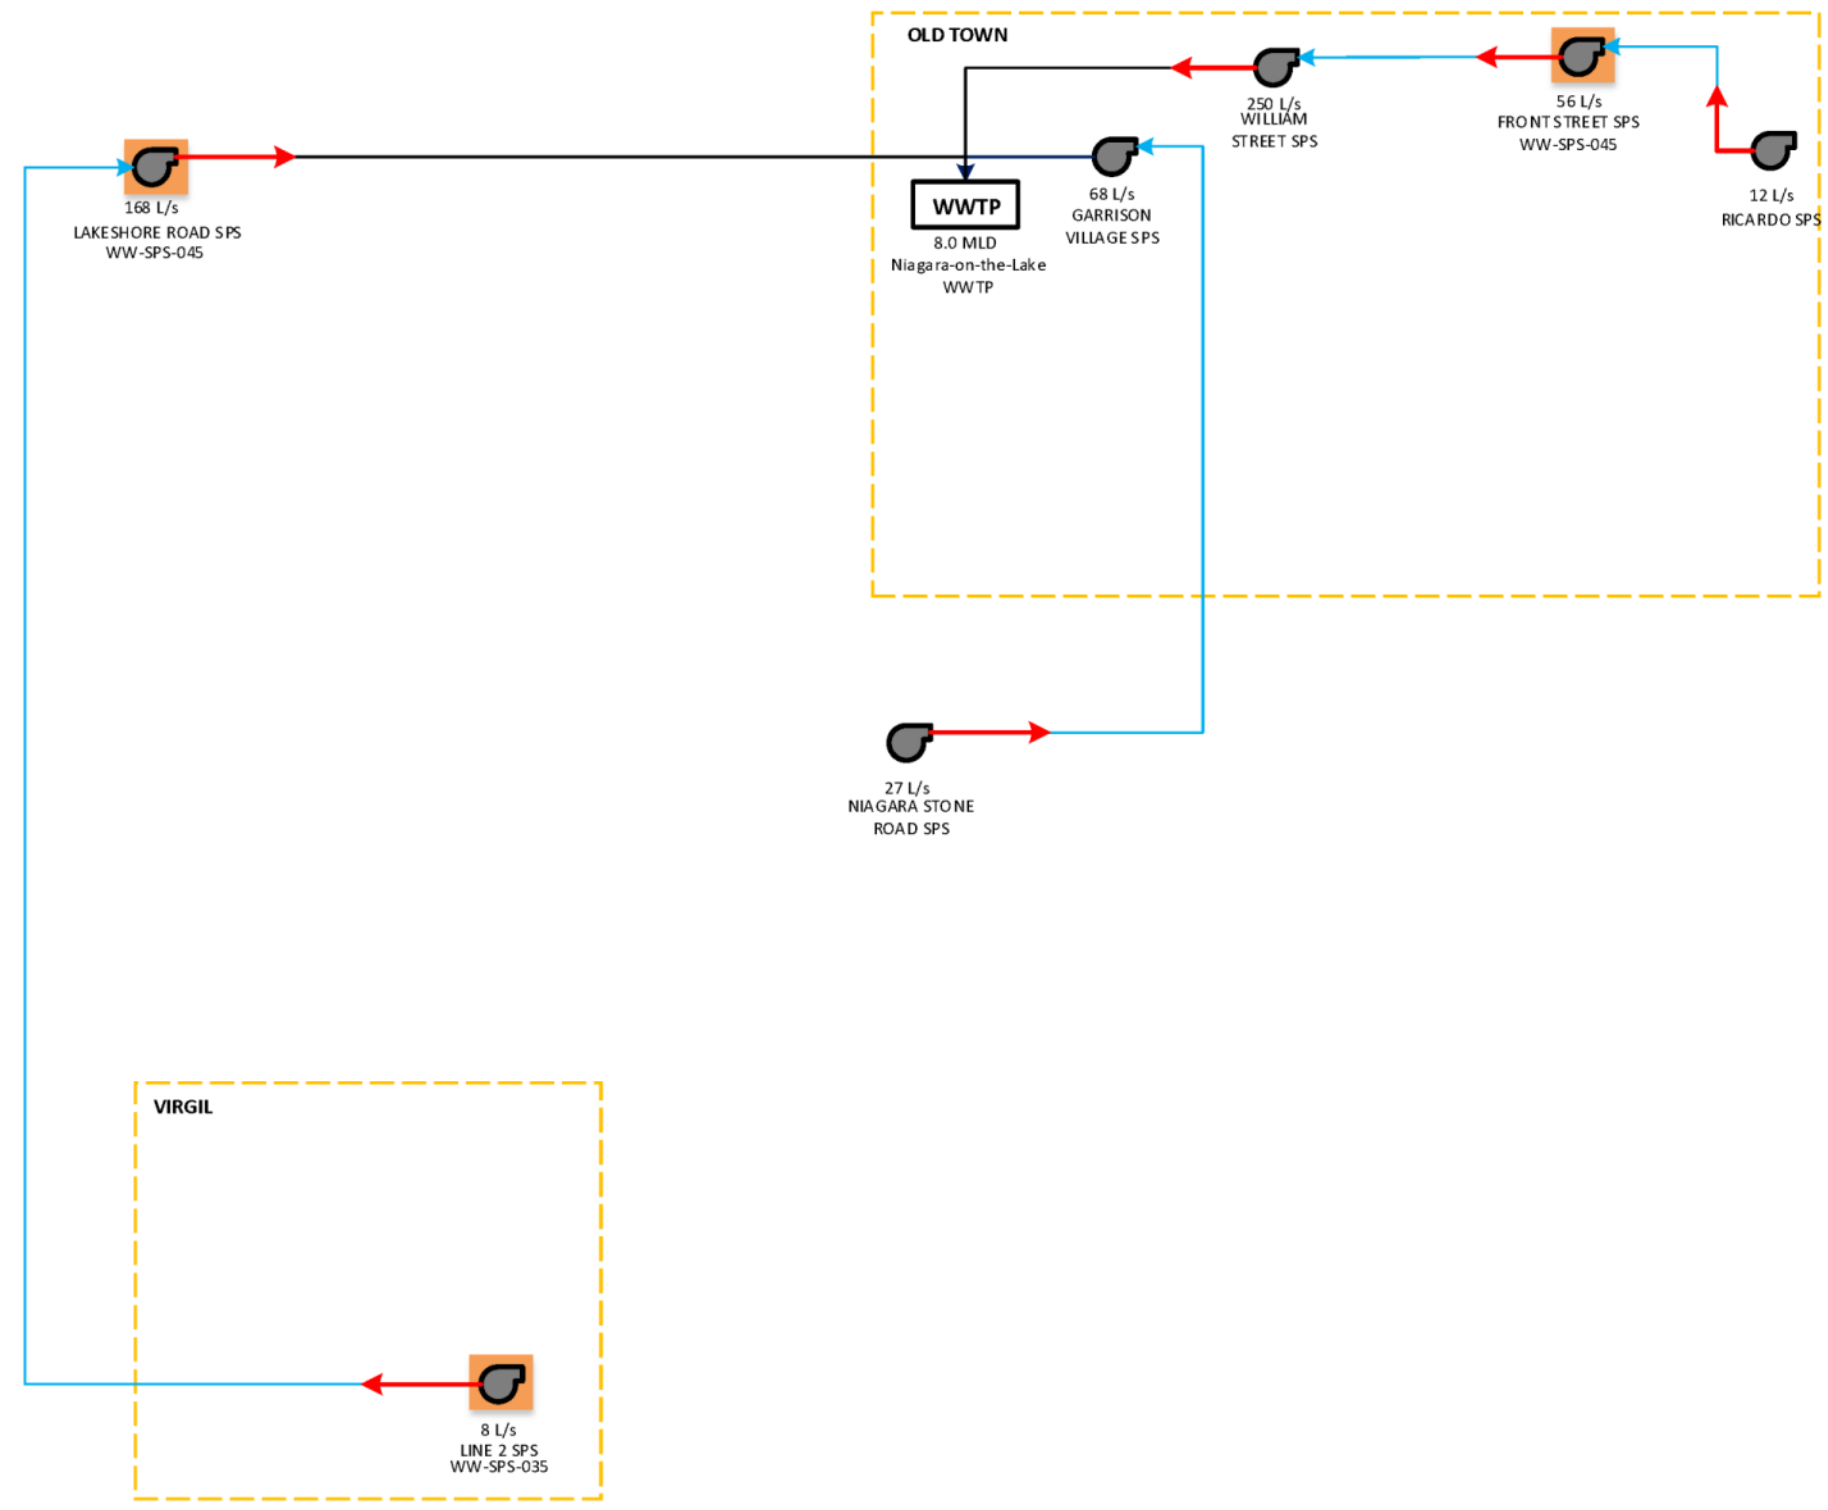 OLD TOWN
250 L/s
WILLIAM
STREET SPS
56 L/s
FRONT STREET SPS
WW-SPS-045
12 L/s
RICARDO SPS
168 L/s
LAKESHORE ROAD SPS
WW-SPS-045
WWTP
8.0 MLD
Niagara-on-the-Lake
WWTP
68 L/s
GARRISON
VILLAGE SPS
27 L/s
NIAGARA STONE
ROAD SPS
VIRGIL
8 L/s
LINE 2 SPS
WW-SPS-035